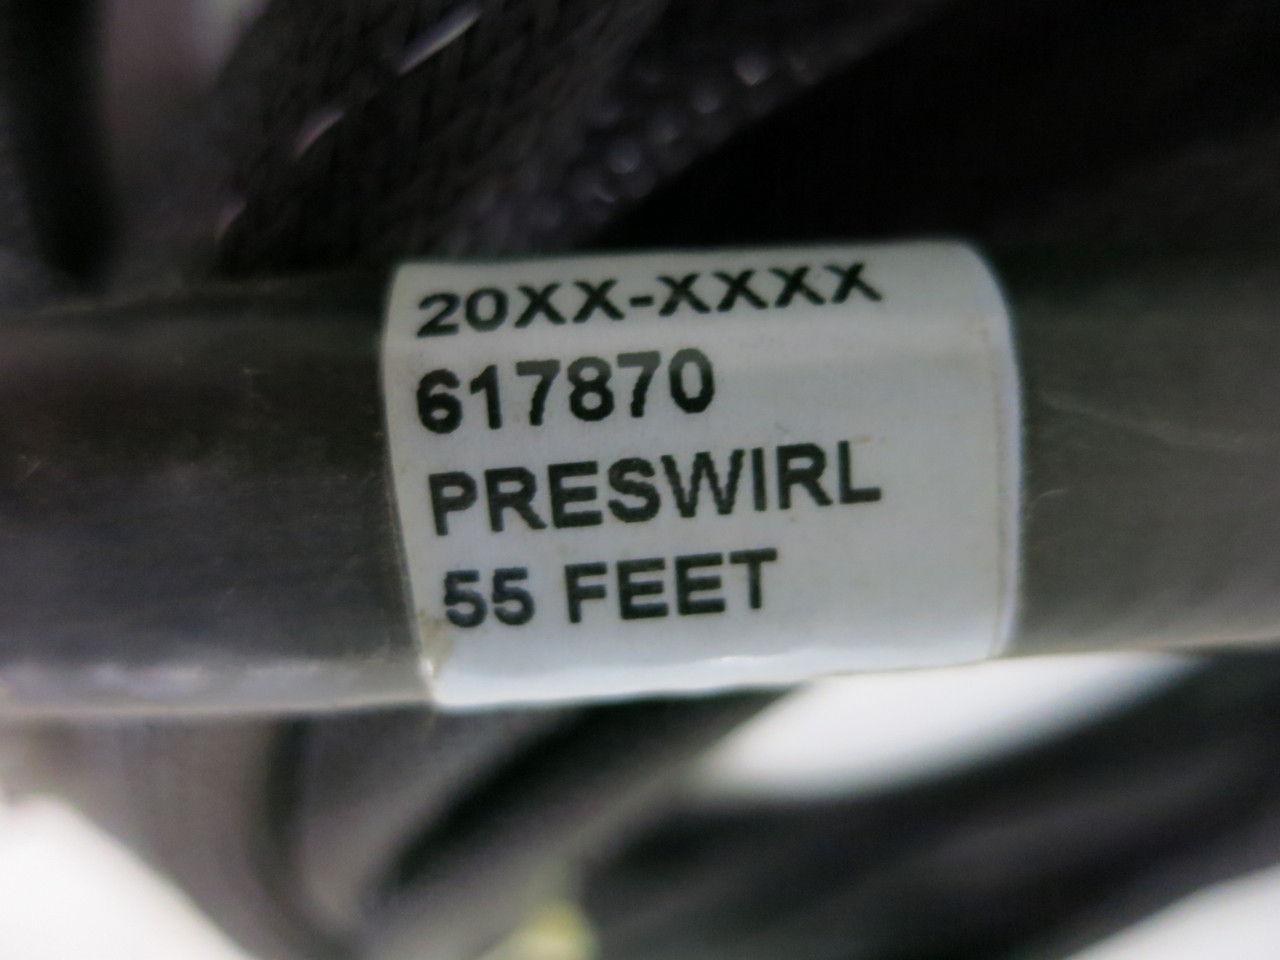 20XX-XXXX
617870
PRESWIRL
55 FEET